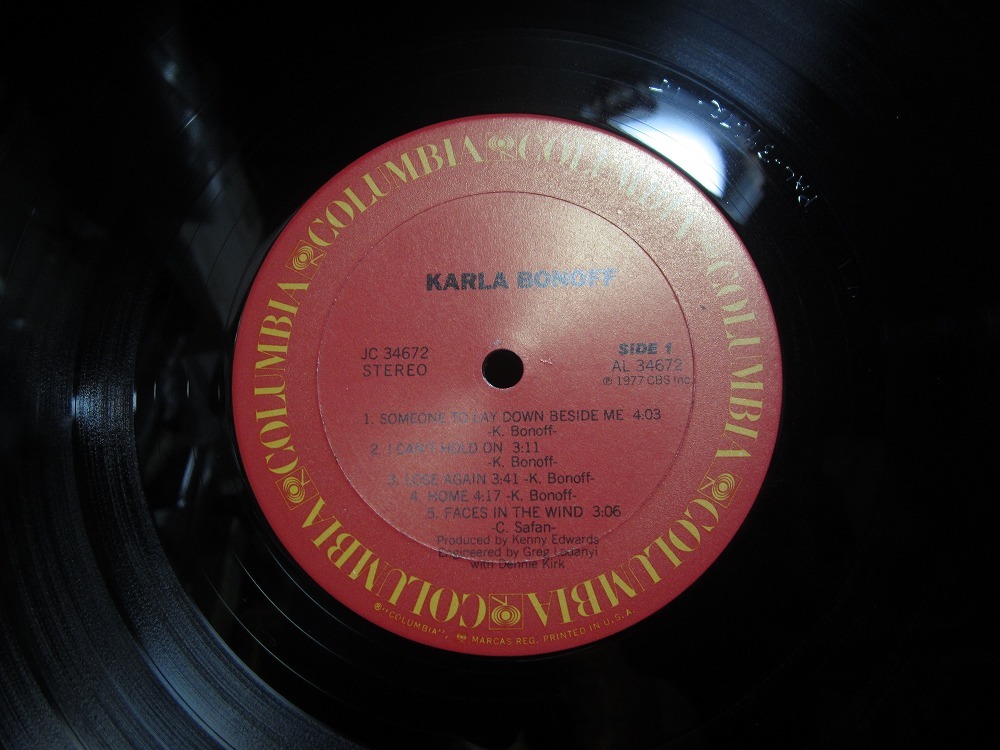 COLUMBIA COLUMBIA COLUMBIA COLUMBIA COLUMBIA COLUMBIA
KARLA BONOFF
JC 34672
STEREO
SIDE 1
AL 34672
℗ 1977 CBS Inc.
1. SOMEONE TO LAY DOWN BESIDE ME 4:03
-K. Bonoff-
2. I CAN'T HOLD ON 3:11
-K. Bonoff-
3. LOSE AGAIN 3:41 -K. Bonoff-
4. HOME 4:17 -K. Bonoff-
5. FACES IN THE WIND 3:06
-C. Safan-
Produced by Kenny Edwards
Engineered by Greg Ladanyi
with Dennie Kirk
®"COLUMBIA", MARCAS REG. PRINTED IN U.S.A.